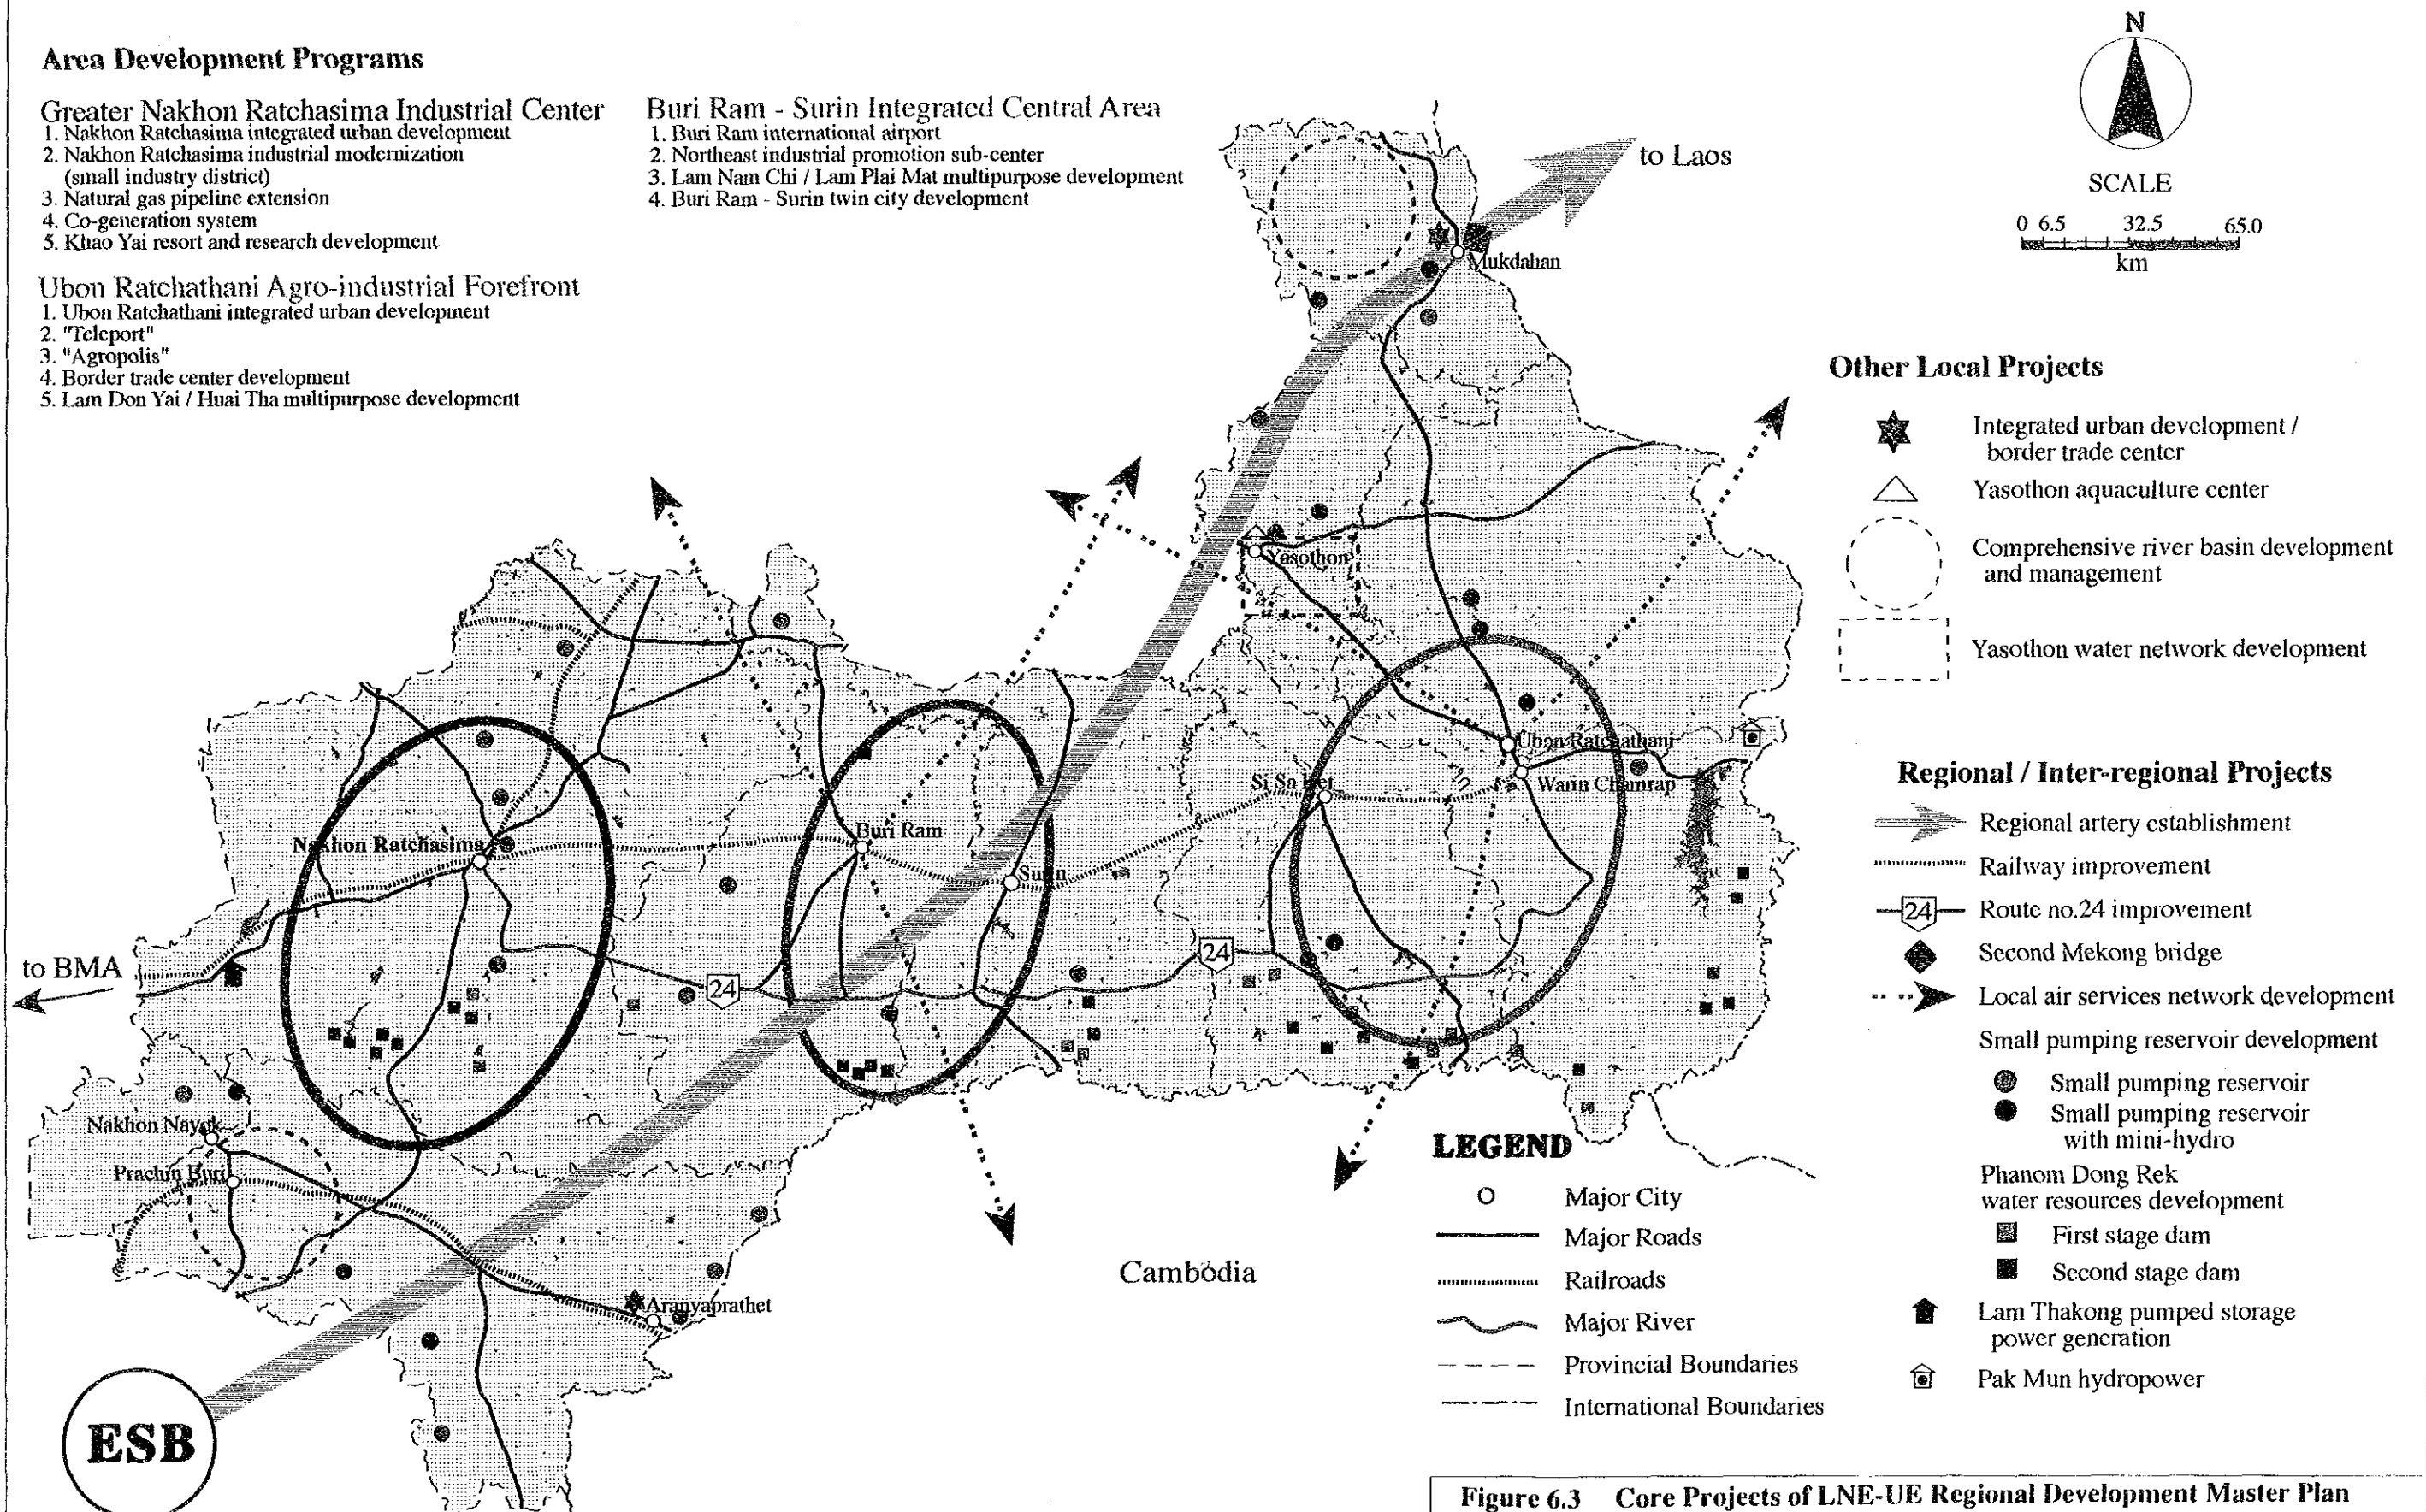 Area Development Programs
Greater Nakhon Ratchasima Industrial Center
1. Nakhon Ratchasima integrated urban development
2. Nakhon Ratchasima industrial modernization
(small industry district)
3. Natural gas pipeline extension
4. Co-generation system
5. Khao Yai resort and research development
Ubon Ratchathani Agro-industrial Forefront
1. Ubon Ratchathani integrated urban development
2. "Teleport"
3. "Agropolis"
4. Border trade center development
5. Lam Don Yai / Huai Tha multipurpose development
Buri Ram - Surin Integrated Central Area
1. Buri Ram international airport
2. Northeast industrial promotion sub-center
3. Lam Nam Chi / Lam Plai Mat multipurpose development
4. Buri Ram - Surin twin city development
N
SCALE
0 6.5 32.5 65.0
km
to Laos
Mukdahan
Yasothon
Ubon Ratchathani
Warin Chamrap
Si Sa Ket
Buri Ram
Surin
Nakhon Ratchasima
24
24
to BMA
Nakhon Nayok
Prachin Buri
Aranyaprathet
Cambodia
ESB
Other Local Projects
Integrated urban development /
border trade center
Yasothon aquaculture center
Comprehensive river basin development
and management
Yasothon water network development
Regional / Inter-regional Projects
Regional artery establishment
Railway improvement
24 Route no.24 improvement
Second Mekong bridge
Local air services network development
Small pumping reservoir development
Small pumping reservoir
Small pumping reservoir
with mini-hydro
Phanom Dong Rek
water resources development
First stage dam
Second stage dam
Lam Thakong pumped storage
power generation
Pak Mun hydropower
LEGEND
Major City
Major Roads
Railroads
Major River
Provincial Boundaries
International Boundaries
Figure 6.3 Core Projects of LNE-UE Regional Development Master Plan